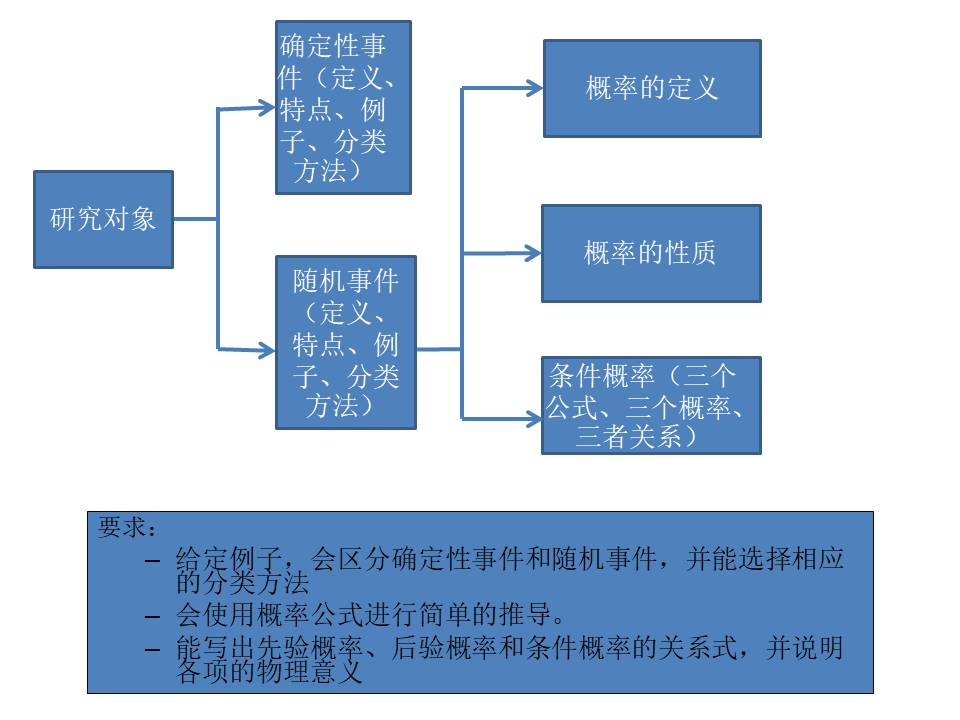 研究对象
确定性事
件（定义、
特点、例
子、分类
方法）
随机事件
（定义、
特点、例
子、分类
方法）
概率的定义
概率的性质
条件概率（三个
公式、三个概率、
三者关系）
要求：
– 给定例子，会区分确定性事件和随机事件，并能选择相应
的分类方法
– 会使用概率公式进行简单的推导。
– 能写出先验概率、后验概率和条件概率的关系式，并说明
各项的物理意义